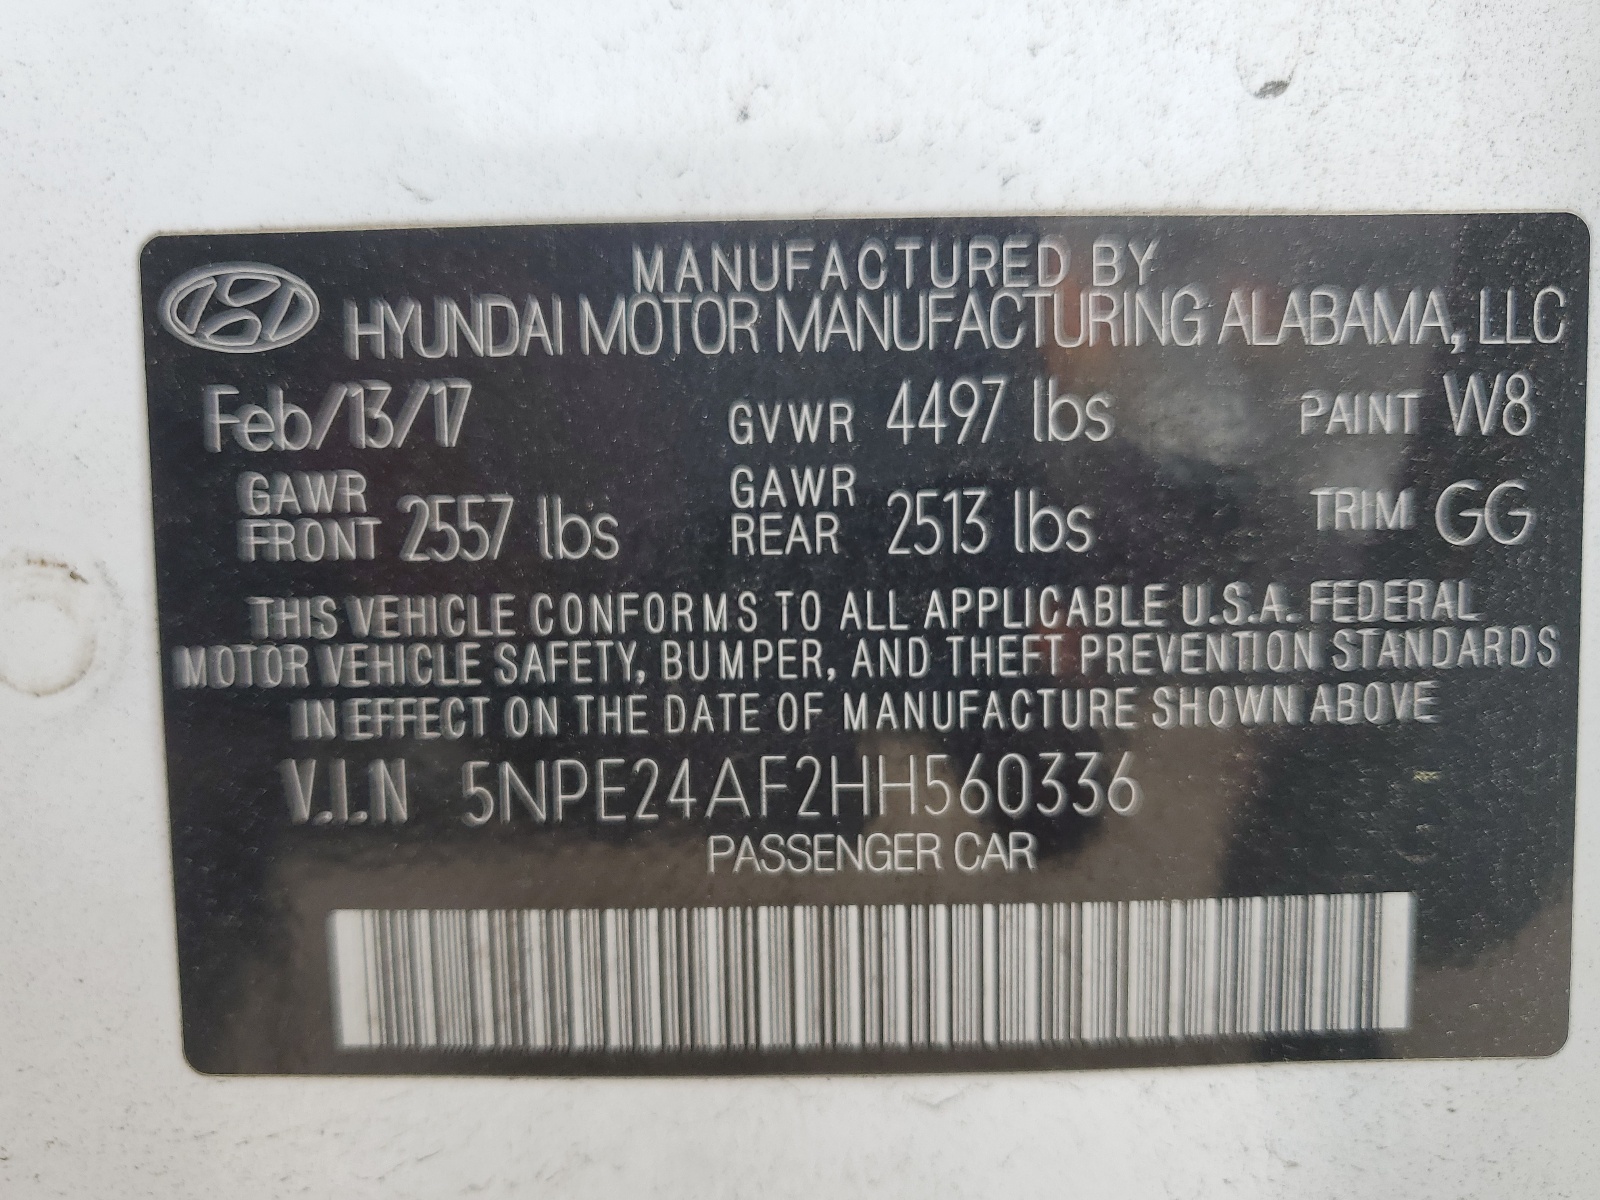 MANUFACTURED BY
HYUNDAI MOTOR MANUFACTURING ALABAMA, LLC
Feb/13/17 GVWR 4497 lbs PAINT W8
GAWR FRONT 2557 lbs GAWR REAR 2513 lbs TRIM GG
THIS VEHICLE CONFORMS TO ALL APPLICABLE U.S.A. FEDERAL
MOTOR VEHICLE SAFETY, BUMPER, AND THEFT PREVENTION STANDARDS
IN EFFECT ON THE DATE OF MANUFACTURE SHOWN ABOVE
V.I.N 5NPE24AF2HH560336
PASSENGER CAR